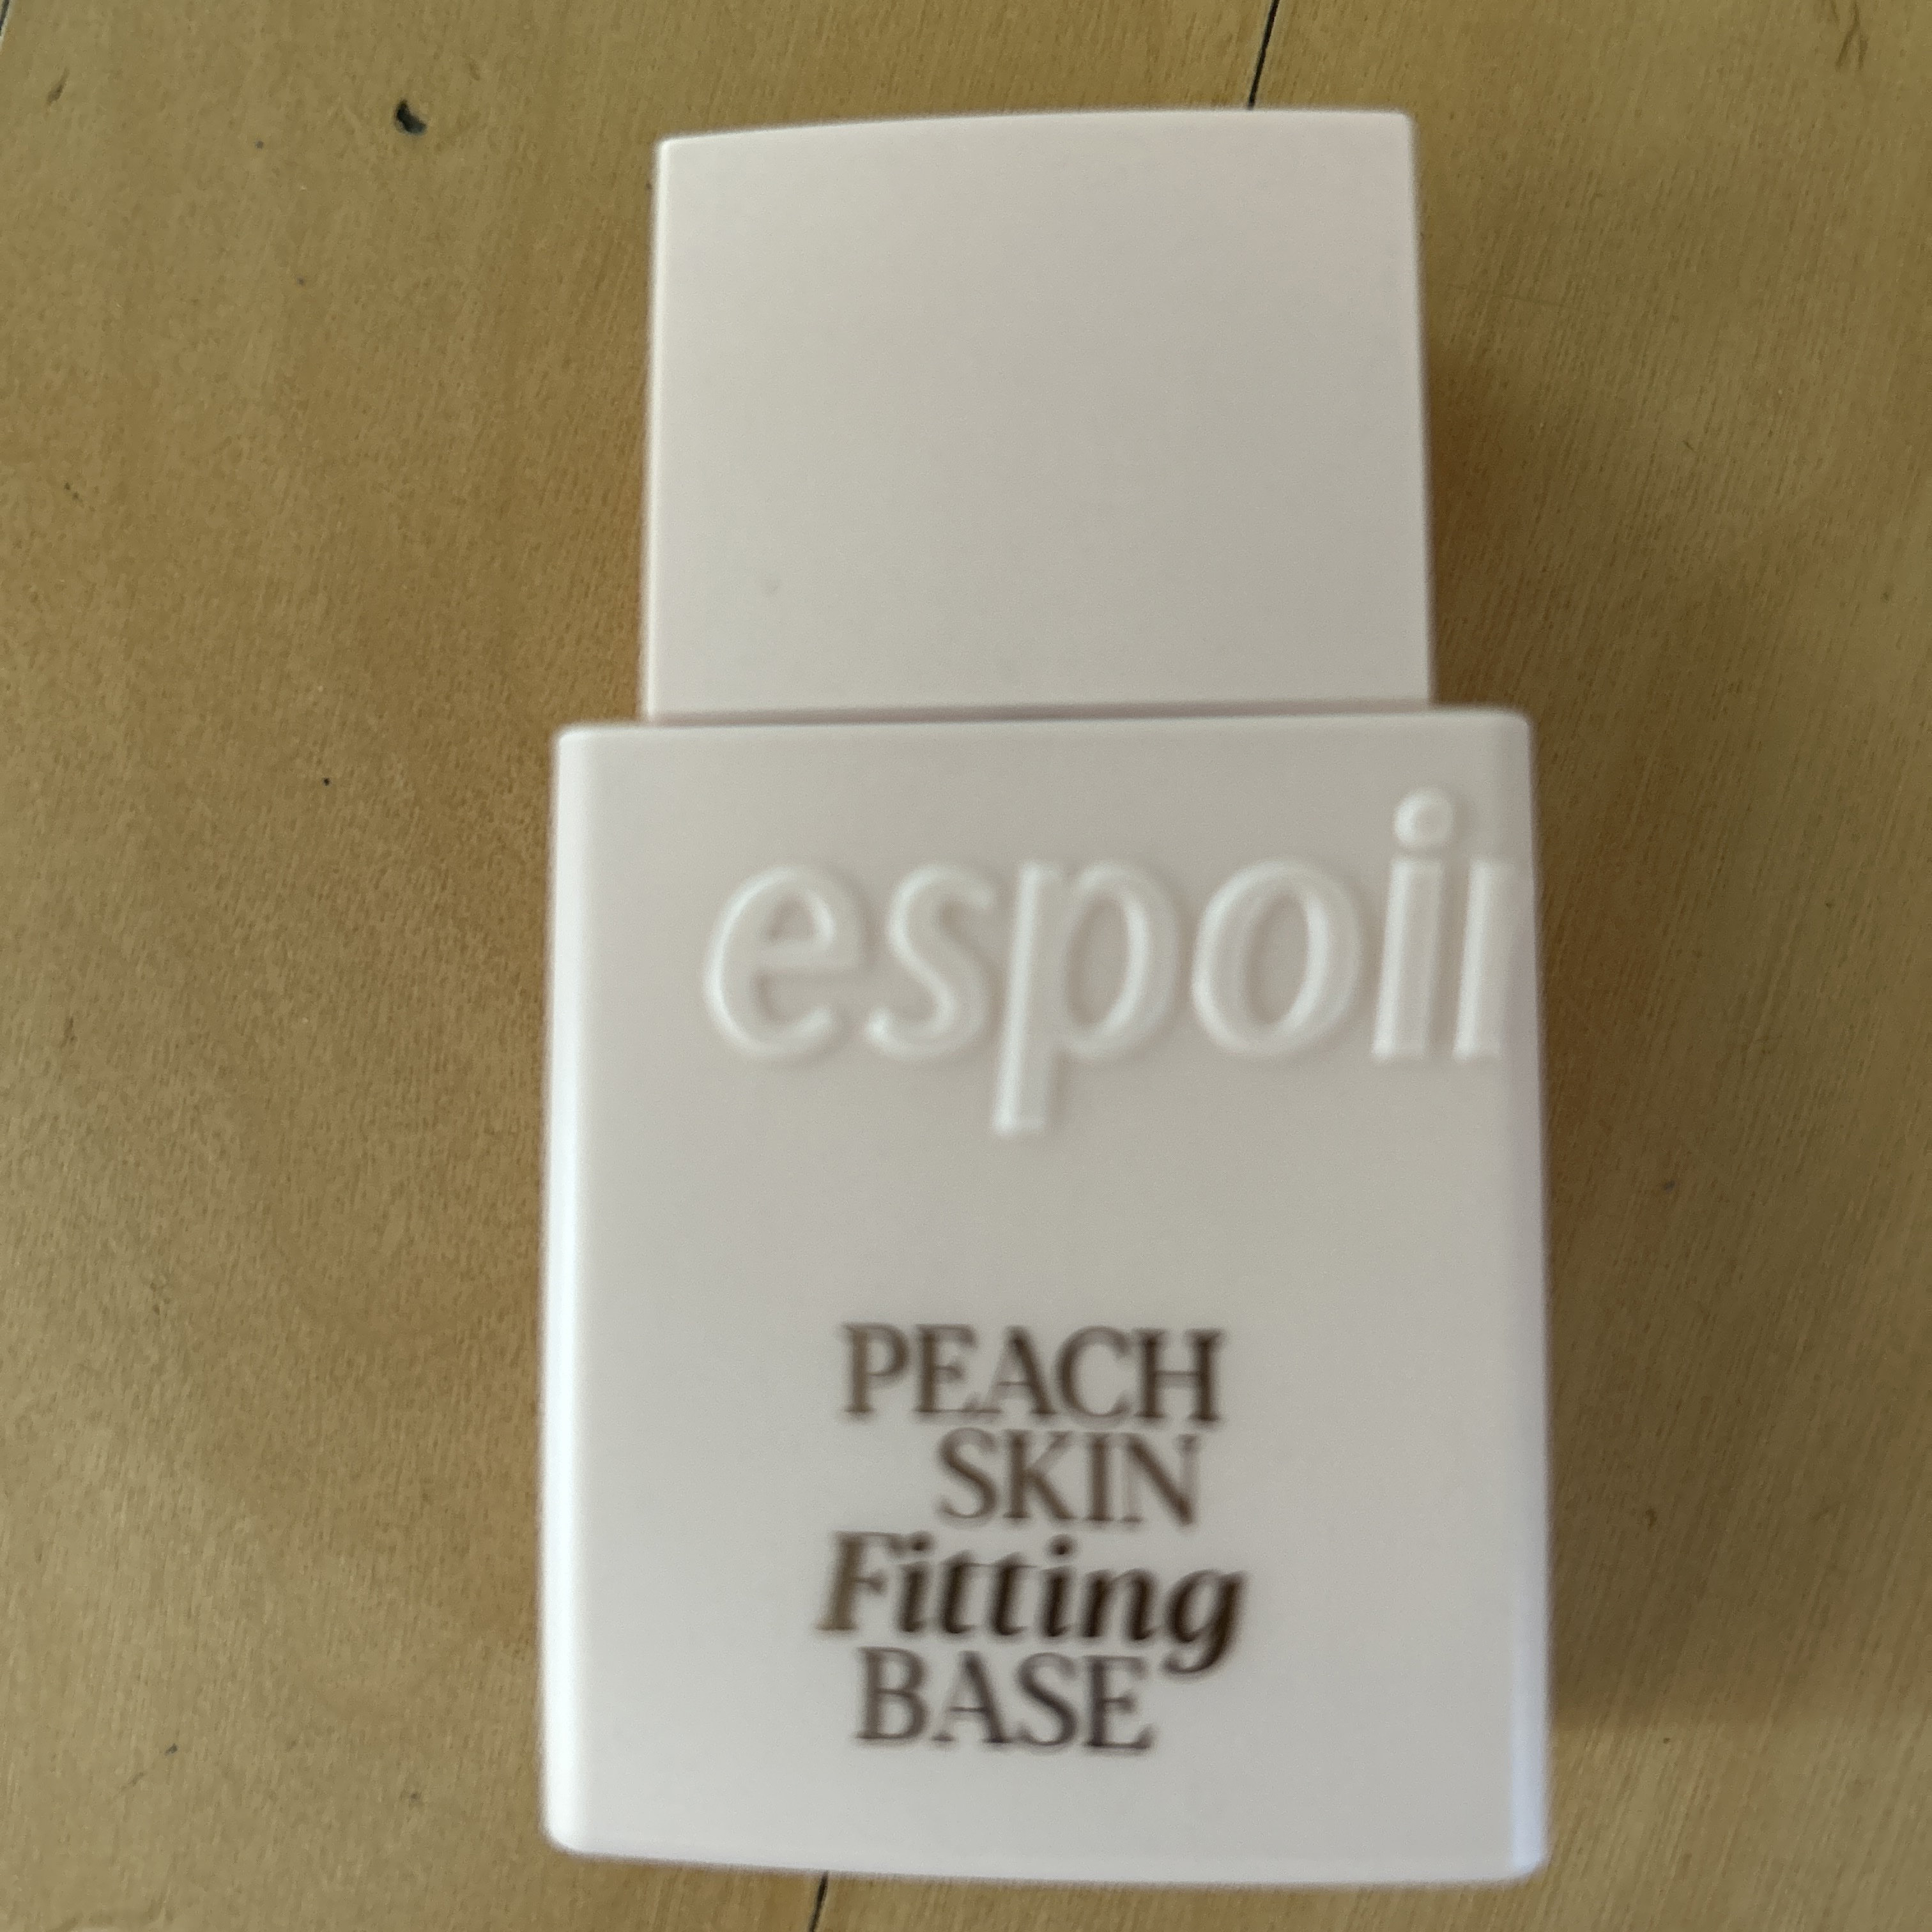 espoir
PEACH
SKIN
Fitting
BASE